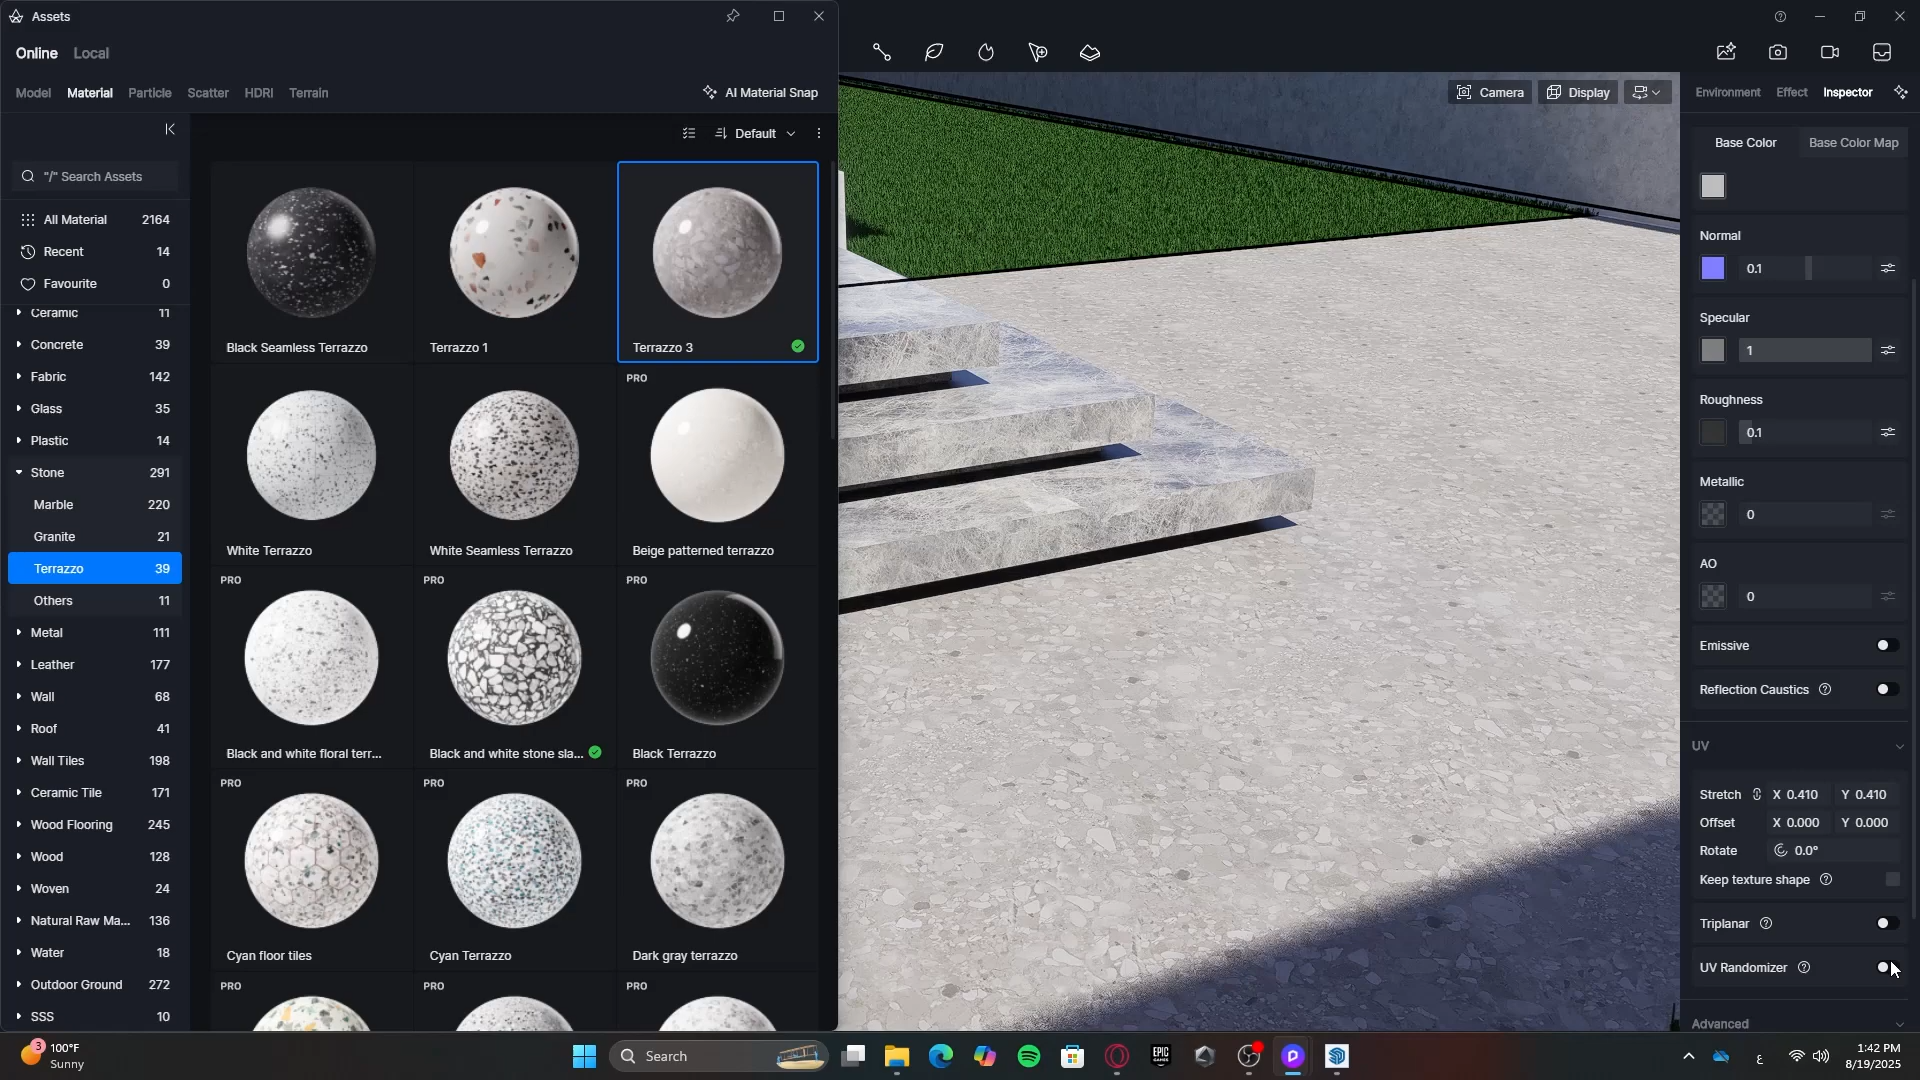 Assets
Online Local
Model Material Particle Scatter HDRI Terrain
AI Material Snap
Default
"/" Search Assets
All Material 2164
Recent 14
Favourite 0
Ceramic 11
Concrete 39
Fabric 142
Glass 35
Plastic 14
Stone 291
Marble 220
Granite 21
Terrazzo 39
Others 11
Metal 111
Leather 177
Wall 68
Roof 41
Wall Tiles 198
Ceramic Tile 171
Wood Flooring 245
Wood 128
Woven 24
Natural Raw Ma... 136
Water 18
Outdoor Ground 272
SSS 10
Black Seamless Terrazzo
Terrazzo 1
Terrazzo 3
White Terrazzo
White Seamless Terrazzo
PRO
Beige patterned terrazzo
PRO
Black and white floral terr...
PRO
Black and white stone sla...
PRO
Black Terrazzo
PRO
Cyan floor tiles
PRO
Cyan Terrazzo
PRO
Dark gray terrazzo
PRO
PRO
PRO
Camera Display
Environment Effect Inspector
Base Color Base Color Map
Normal
0.1
Specular
1
Roughness
0.1
Metallic
0
AO
0
Emissive
Reflection Caustics
UV
Stretch X 0.410 Y 0.410
Offset X 0.000 Y 0.000
Rotate 0.0°
Keep texture shape
Triplanar
UV Randomizer
Advanced
3
100°F
Sunny
Search
EPIC
GAMES
ع
1:42 PM
8/19/2025